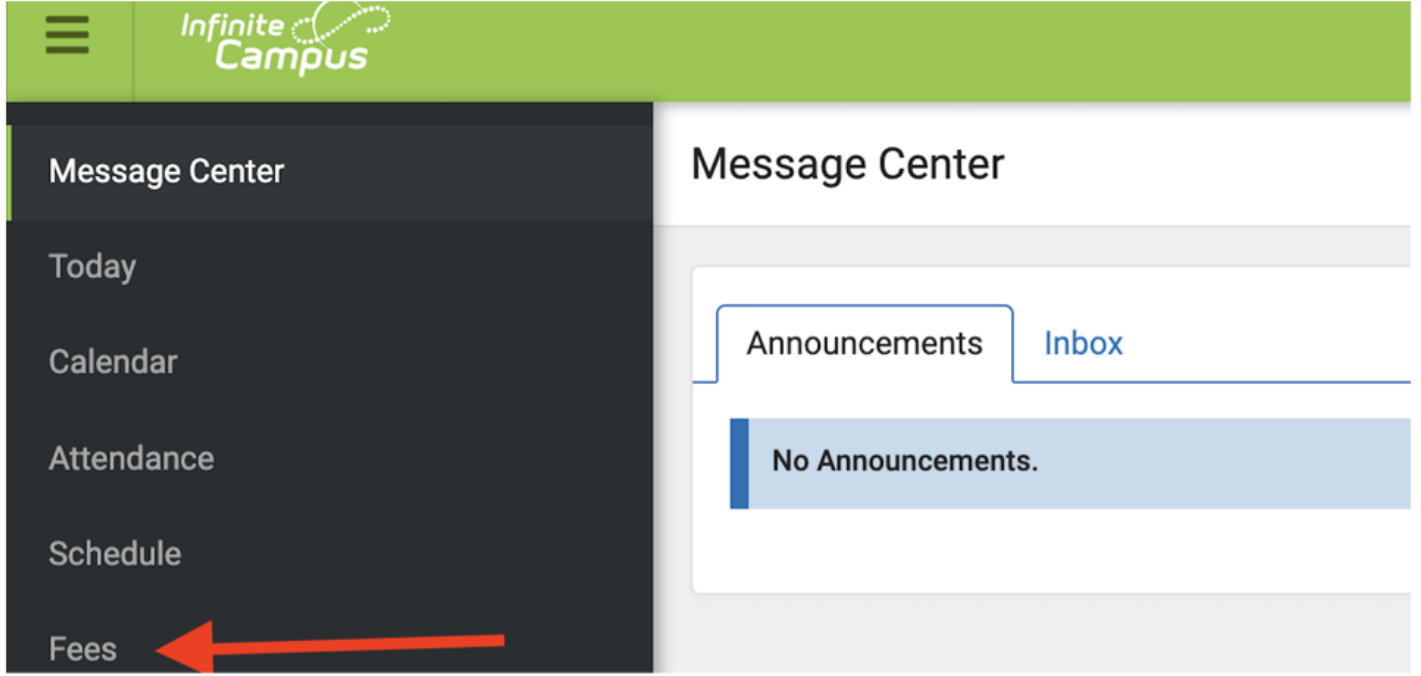 Infinite
Campus
Message Center
Today
Calendar
Attendance
Schedule
Fees
Message Center
Announcements Inbox
No Announcements.